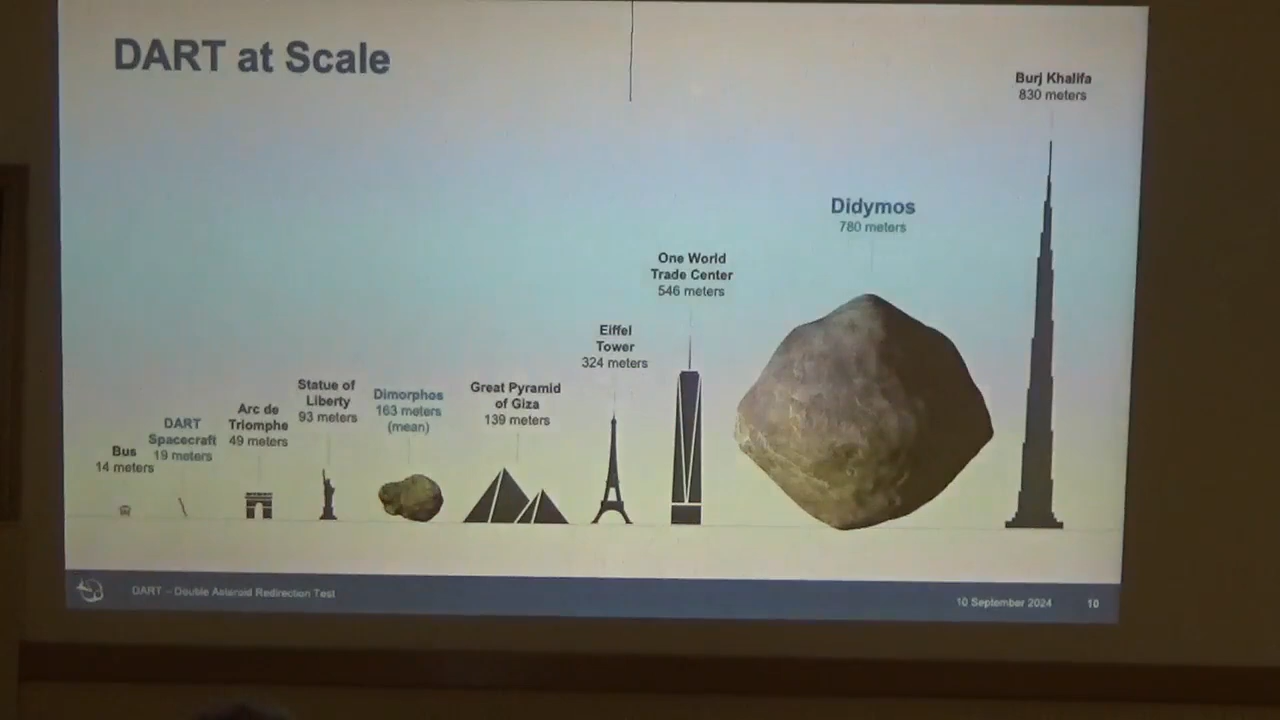 DART at Scale
Bus
14 meters
DART
Spacecraft
19 meters
Arc de
Triomphe
49 meters
Statue of
Liberty
93 meters
Dimorphos
163 meters
(mean)
Great Pyramid
of Giza
139 meters
Eiffel
Tower
324 meters
One World
Trade Center
546 meters
Didymos
780 meters
Burj Khalifa
830 meters
DART – Double Asteroid Redirection Test
10 September 2024
10